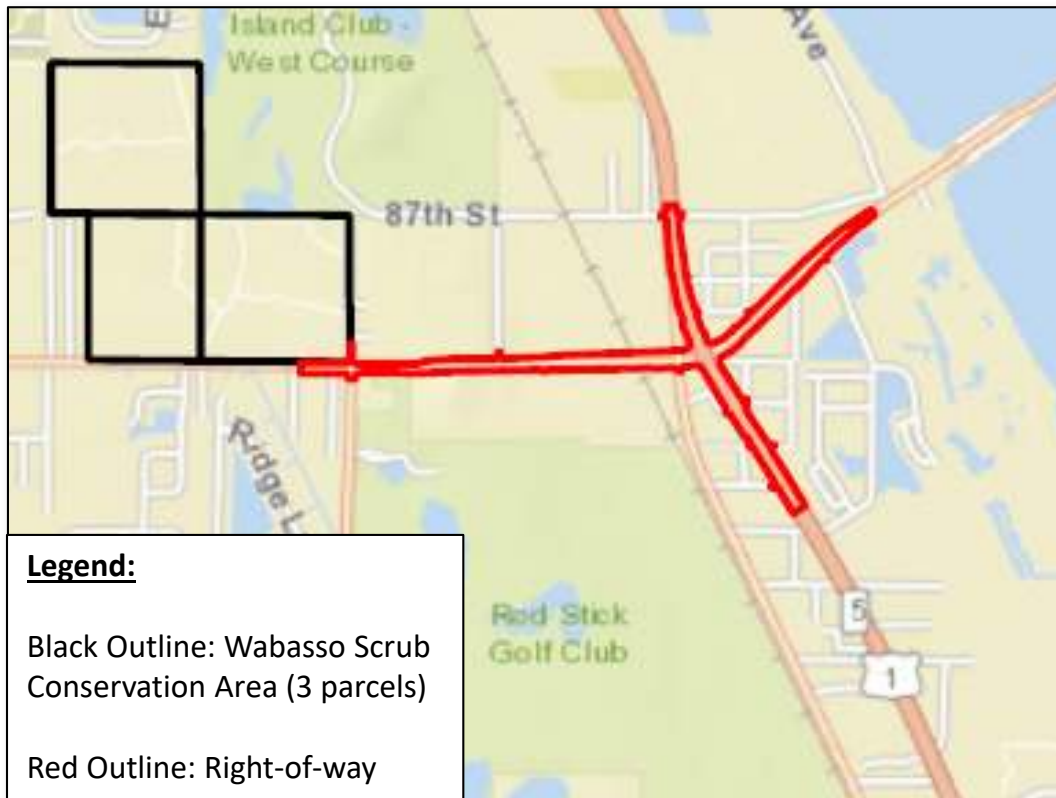 E
Island Club -
West Course
Ave
87th St
Ridge L
Red Stick
Golf Club
5
1
Legend:
Black Outline: Wabasso Scrub
Conservation Area (3 parcels)
Red Outline: Right-of-way